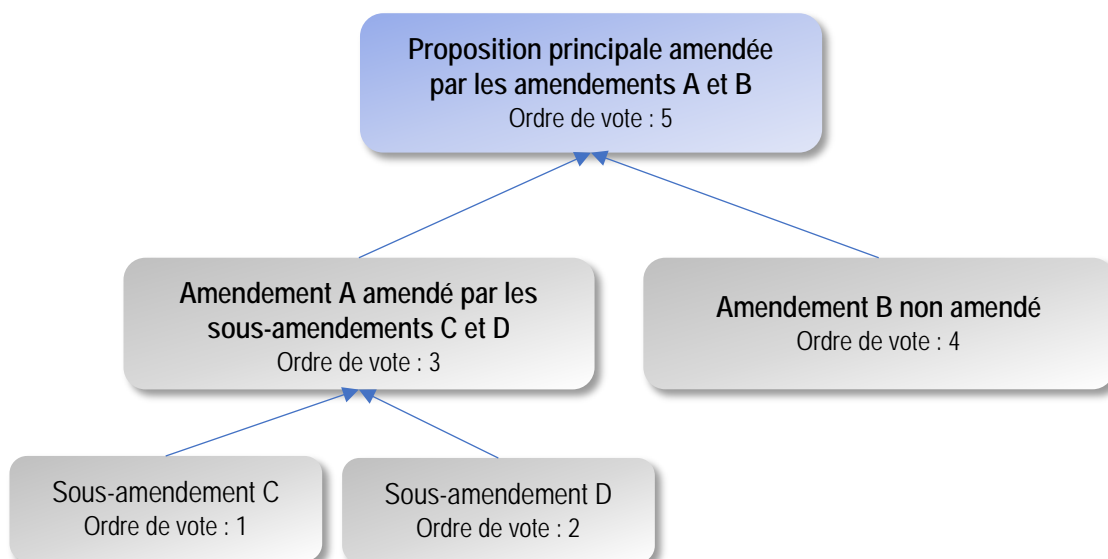 Proposition principale amendée
par les amendements A et B
Ordre de vote : 5
Amendement A amendé par les
sous-amendements C et D
Ordre de vote : 3
Amendement B non amendé
Ordre de vote : 4
Sous-amendement C
Ordre de vote : 1
Sous-amendement D
Ordre de vote : 2